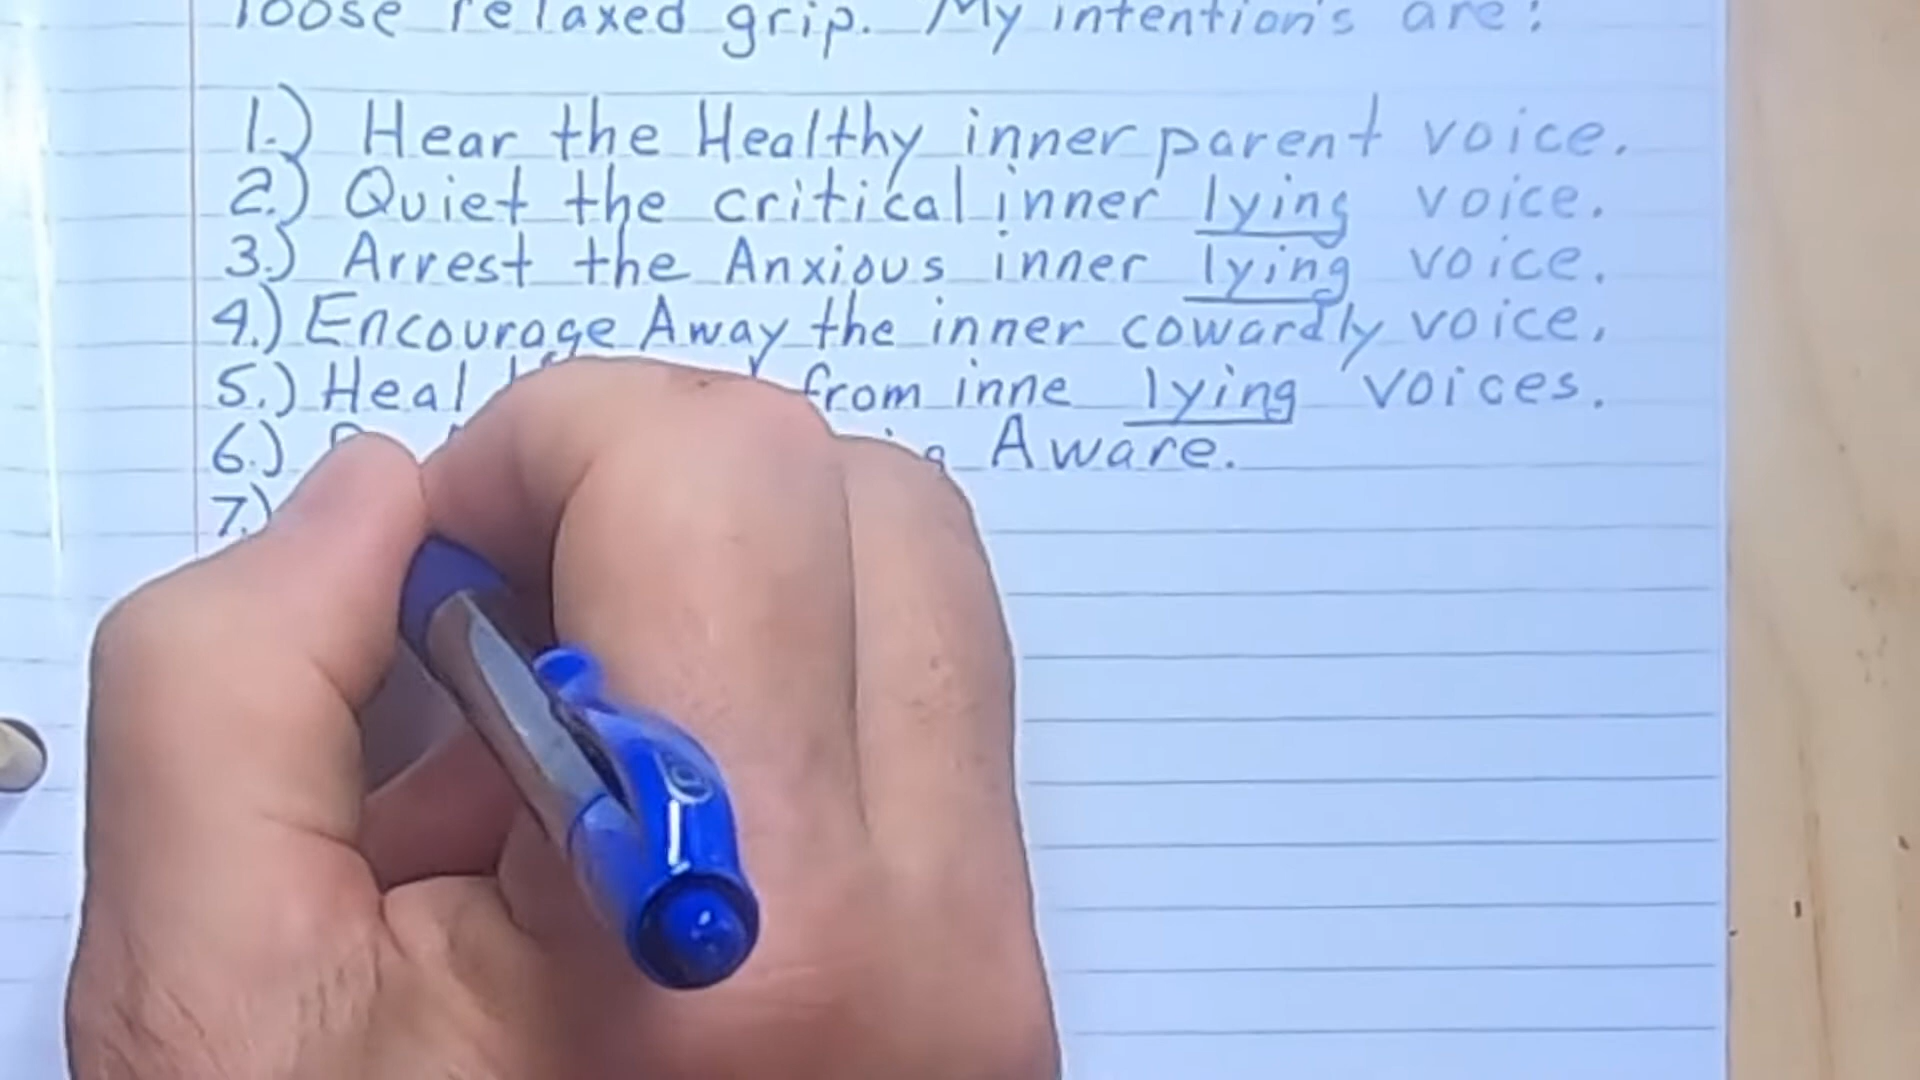 loose relaxed grip. My intention's are:
1.) Hear the Healthy inner parent voice.
2.) Quiet the critical inner lying voice.
3.) Arrest the Anxious inner lying voice.
4.) Encourage Away the inner cowardly voice.
5.) Heal from inne lying voices.
6.) Aware.
7.)